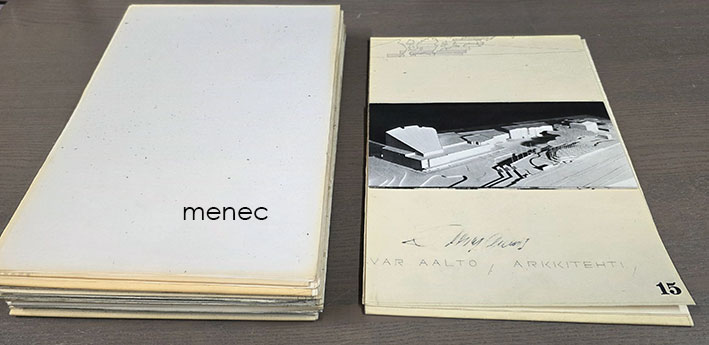 menec
VAR AALTO, ARKKITEHTI,
15